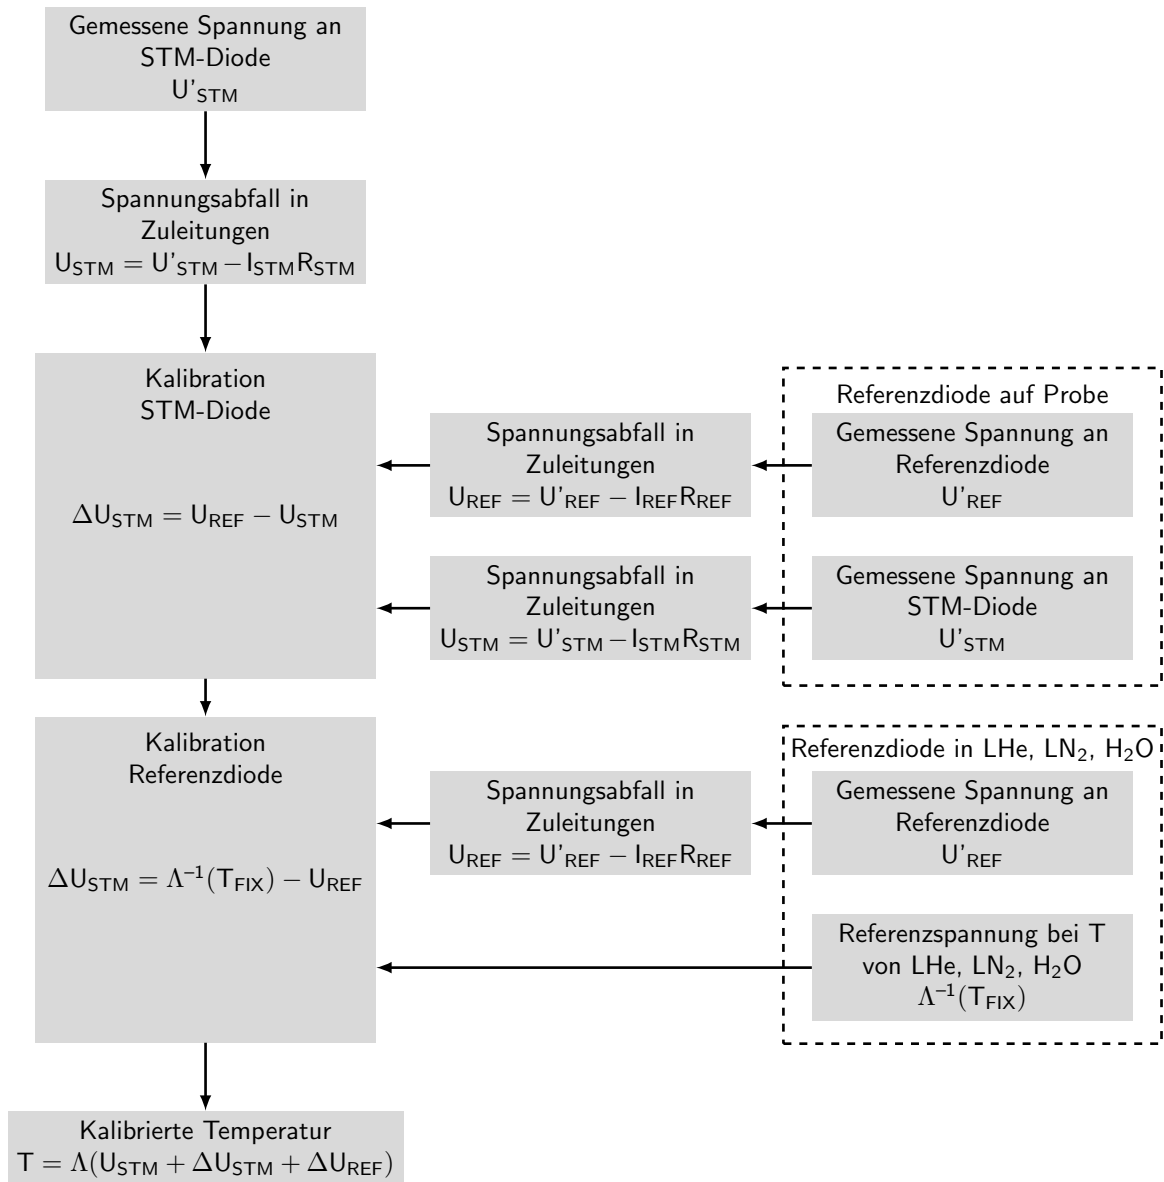 Gemessene Spannung an
STM-Diode
U'STM
Spannungsabfall in
Zuleitungen
USTM = U'STM − ISTMRSTM
Kalibration
STM-Diode
ΔUSTM = UREF − USTM
Referenzdiode auf Probe
Spannungsabfall in
Zuleitungen
UREF = U'REF − IREFRREF
Gemessene Spannung an
Referenzdiode
U'REF
Spannungsabfall in
Zuleitungen
USTM = U'STM − ISTMRSTM
Gemessene Spannung an
STM-Diode
U'STM
Kalibration
Referenzdiode
ΔUSTM = Λ⁻¹(TFIX) − UREF
Referenzdiode in LHe, LN₂, H₂O
Spannungsabfall in
Zuleitungen
UREF = U'REF − IREFRREF
Gemessene Spannung an
Referenzdiode
U'REF
Referenzspannung bei T
von LHe, LN₂, H₂O
Λ⁻¹(TFIX)
Kalibrierte Temperatur
T = Λ(USTM + ΔUSTM + ΔUREF)